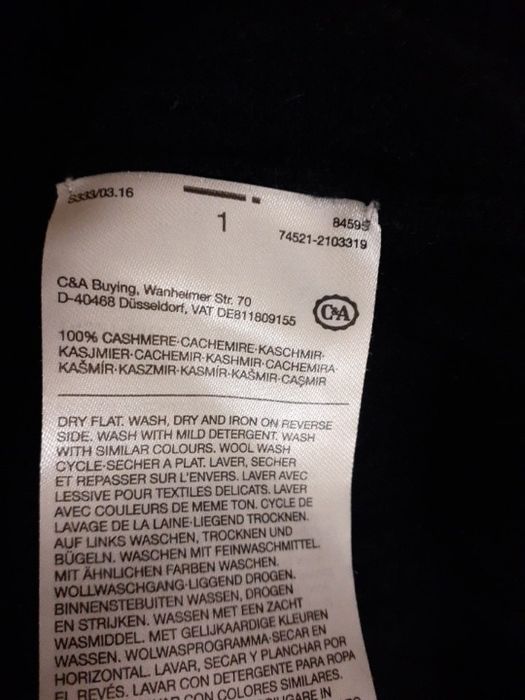 S333/03.16
1
84595
74521-2103319
C&A Buying, Wanheimer Str. 70
D-40468 Düsseldorf, VAT DE811809155
C&A
100% CASHMERE·CACHEMIRE·KASCHMIR·
KASJMIER·CACHEMIR·KASHMIR·CACHEMIRA·
KAŠMÍR·KASZMIR·KASMÍR·KAŠMIR·CAŞMIR
DRY FLAT. WASH, DRY AND IRON ON REVERSE
SIDE. WASH WITH MILD DETERGENT. WASH
WITH SIMILAR COLOURS. WOOL WASH
CYCLE·SECHER A PLAT. LAVER, SECHER
ET REPASSER SUR L'ENVERS. LAVER AVEC
LESSIVE POUR TEXTILES DELICATS. LAVER
AVEC COULEURS DE MEME TON. CYCLE DE
LAVAGE DE LA LAINE·LIEGEND TROCKNEN.
AUF LINKS WASCHEN, TROCKNEN UND
BÜGELN. WASCHEN MIT FEINWASCHMITTEL.
MIT ÄHNLICHEN FARBEN WASCHEN.
WOLLWASCHGANG·LIGGEND DROGEN.
BINNENSTEBUITEN WASSEN, DROGEN
EN STRIJKEN. WASSEN MET EEN ZACHT
WASMIDDEL. MET GELIJKAARDIGE KLEUREN
WASSEN. WOLWASPROGRAMMA·SECAR EN
HORIZONTAL. LAVAR, SECAR Y PLANCHAR POR
EL REVÉS. LAVAR CON DETERGENTE PARA ROPA
CON COLORES SIMILARES.